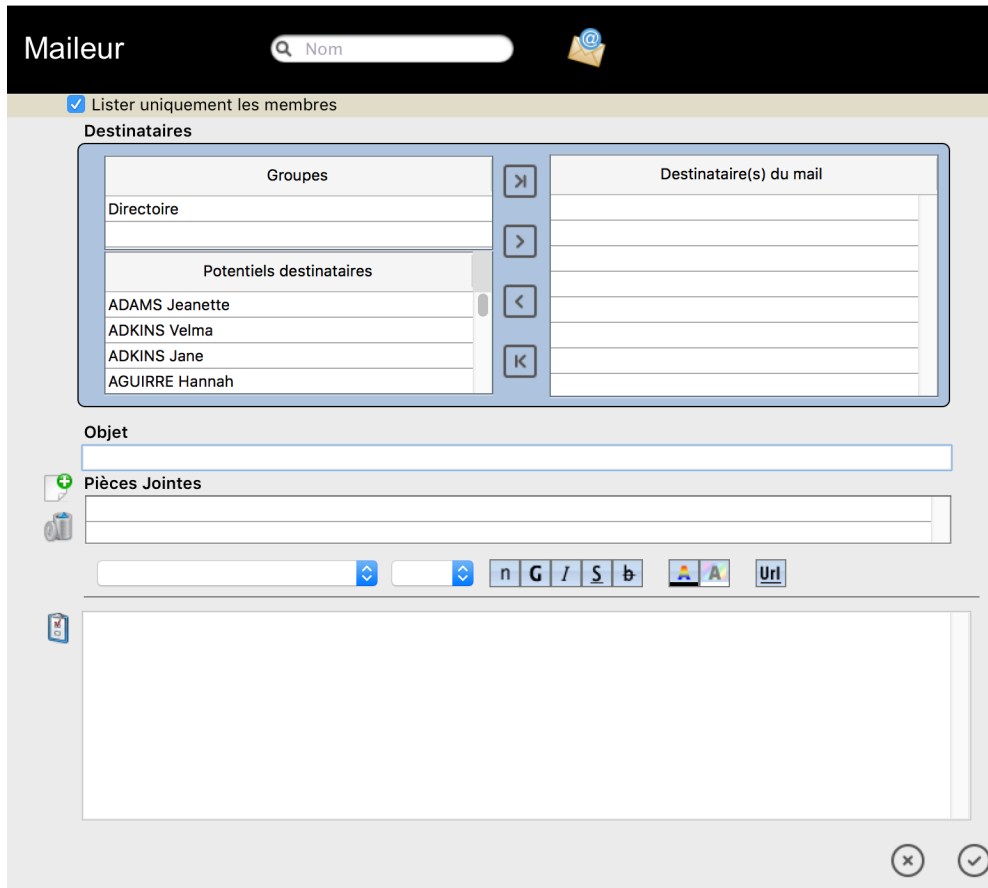 Maileur
Nom
Lister uniquement les membres
Destinataires
Groupes
Directoire
Potentiels destinataires
ADAMS Jeanette
ADKINS Velma
ADKINS Jane
AGUIRRE Hannah
Destinataire(s) du mail
Objet
Pièces Jointes
n G I S b A A Url